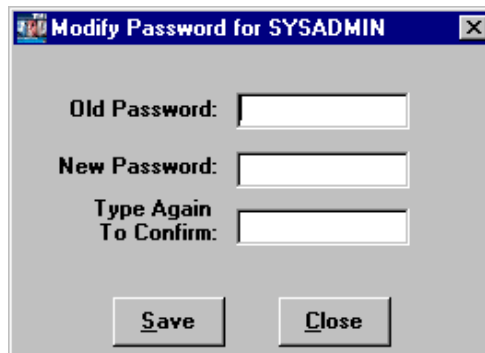 Modify Password for SYSADMIN
Old Password:
New Password:
Type Again
To Confirm:
Save Close